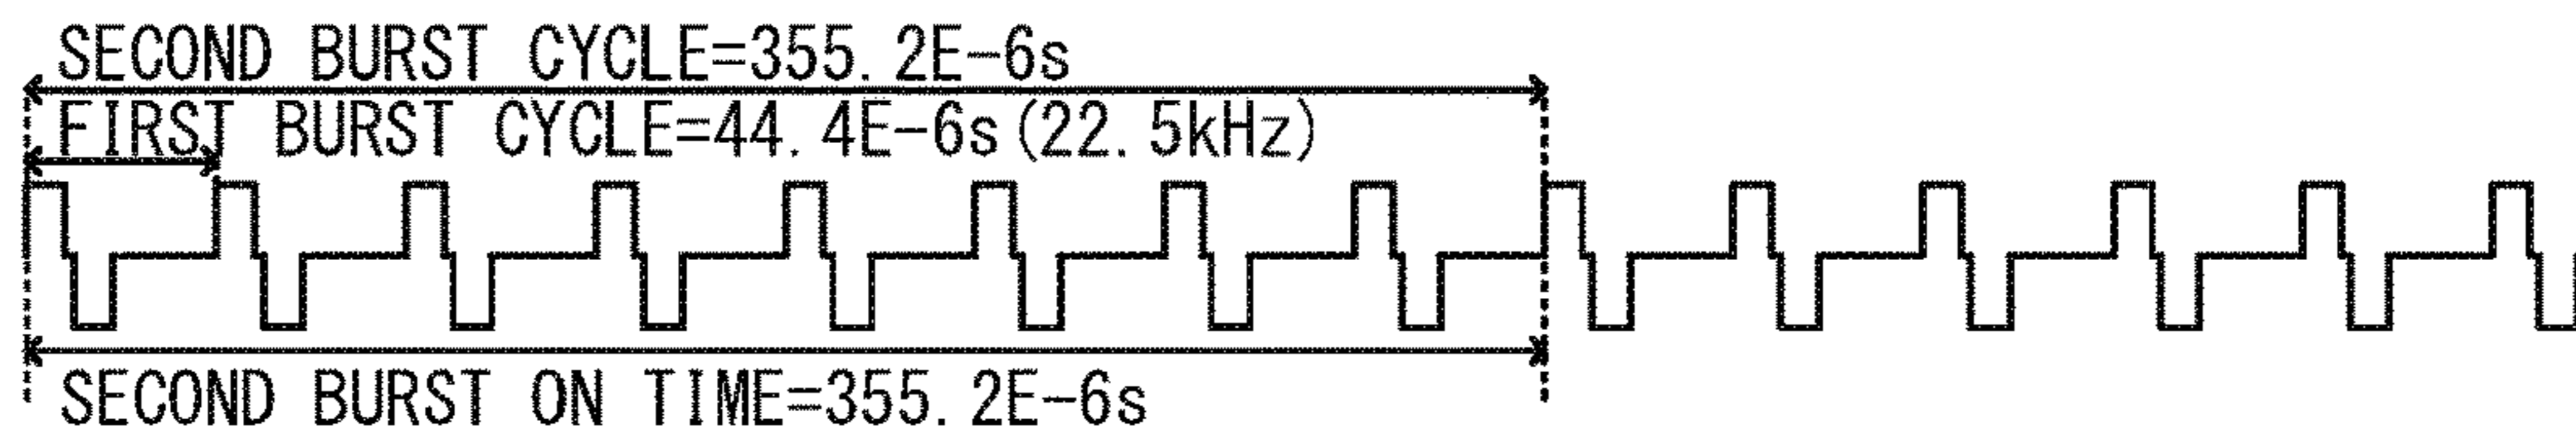 SECOND BURST CYCLE=355.2E-6s
FIRST BURST CYCLE=44.4E-6s(22.5kHz)
SECOND BURST ON TIME=355.2E-6s